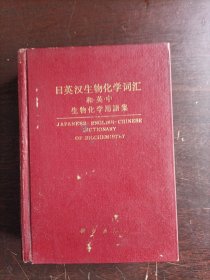 日英汉生物化学词汇
和英中
生物化学用語集
JAPANESE-ENGLISH-CHINESE
DICTIONARY
OF BIOCHEMISTRY